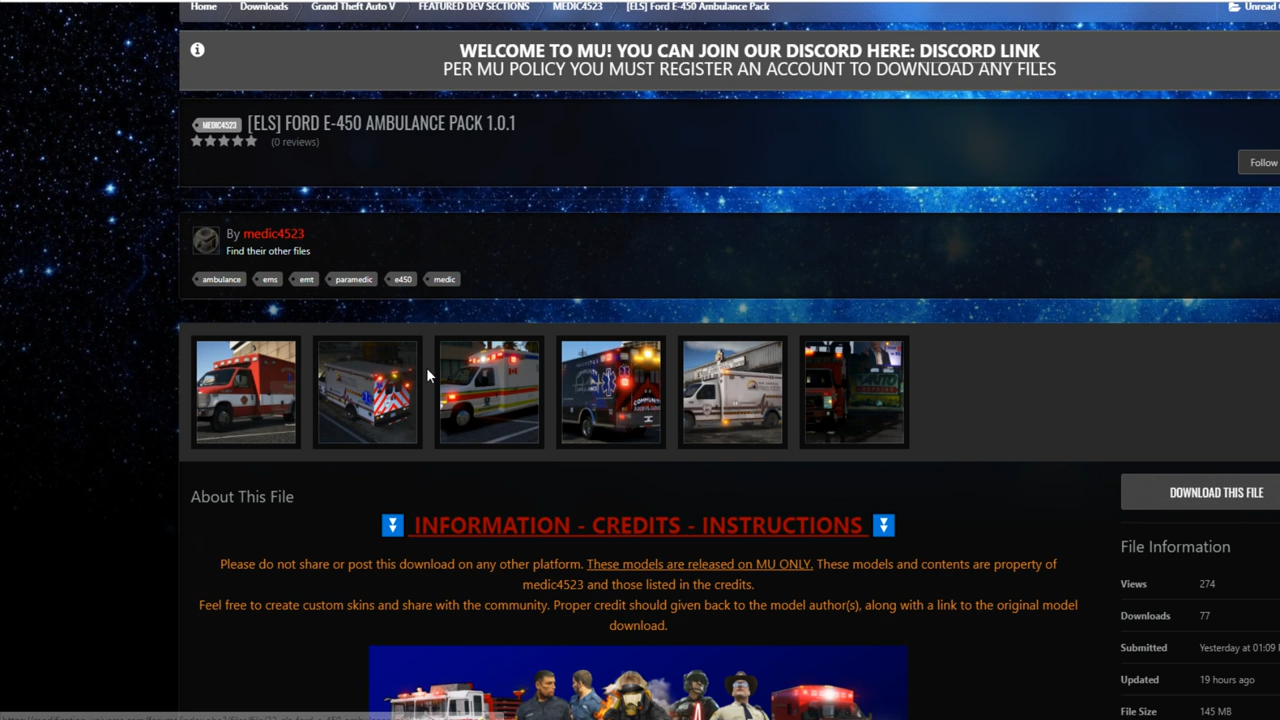 Home Downloads Grand Theft Auto V FEATURED DEV SECTIONS MEDIC4523 [ELS] Ford E-450 Ambulance Pack Unread
WELCOME TO MU! YOU CAN JOIN OUR DISCORD HERE: DISCORD LINK
PER MU POLICY YOU MUST REGISTER AN ACCOUNT TO DOWNLOAD ANY FILES
MEDIC4523 [ELS] FORD E-450 AMBULANCE PACK 1.0.1
(0 reviews)
Follow
By medic4523
Find their other files
ambulance ems emt paramedic e450 medic
About This File
DOWNLOAD THIS FILE
INFORMATION - CREDITS - INSTRUCTIONS
Please do not share or post this download on any other platform. These models are released on MU ONLY. These models and contents are property of
medic4523 and those listed in the credits.
Feel free to create custom skins and share with the community. Proper credit should given back to the model author(s), along with a link to the original model
download.
File Information
Views 274
Downloads 77
Submitted Yesterday at 01:09
Updated 19 hours ago
File Size 145 MB